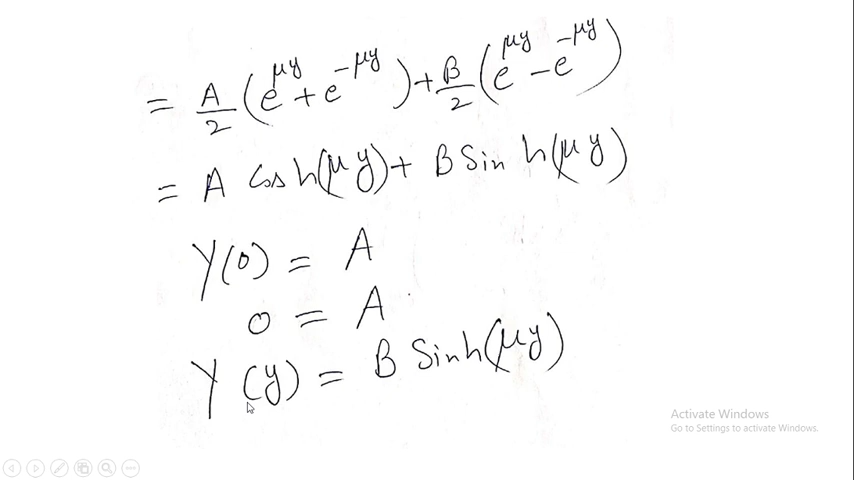 = A/2 (e^{μy} + e^{-μy}) + B/2 (e^{μy} - e^{-μy})
= A Cosh(μy) + B Sinh(μy)
Y(0) = A
0 = A
Y(y) = B Sinh(μy)
Activate Windows
Go to Settings to activate Windows.